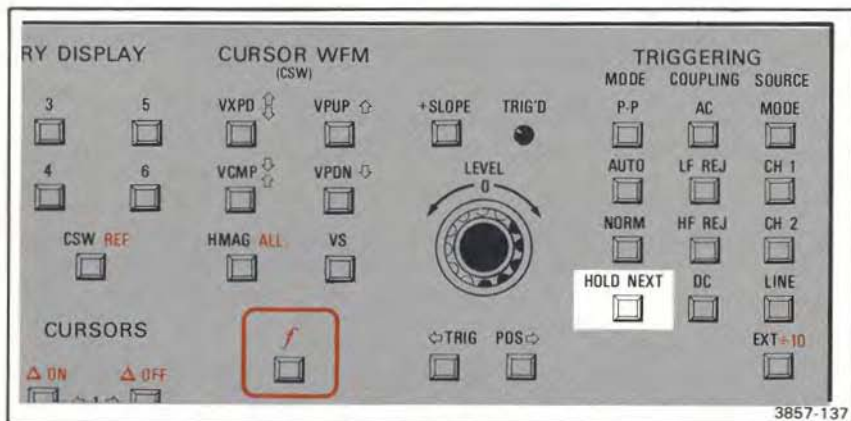 RY DISPLAY CURSOR WFM TRIGGERING
(CSW) MODE COUPLING SOURCE
3 5 VXPD ⇧⇩ VPUP ⇧ +SLOPE TRIG'D P-P AC MODE
4 6 VCMP ⇩⇧ VPDN ⇩ LEVEL AUTO LF REJ CH 1
0
CSW REF HMAG ALL VS NORM HF REJ CH 2
HOLD NEXT DC LINE
CURSORS f ⇦TRIG POS⇨ EXT÷10
Δ ON Δ OFF
3857-137